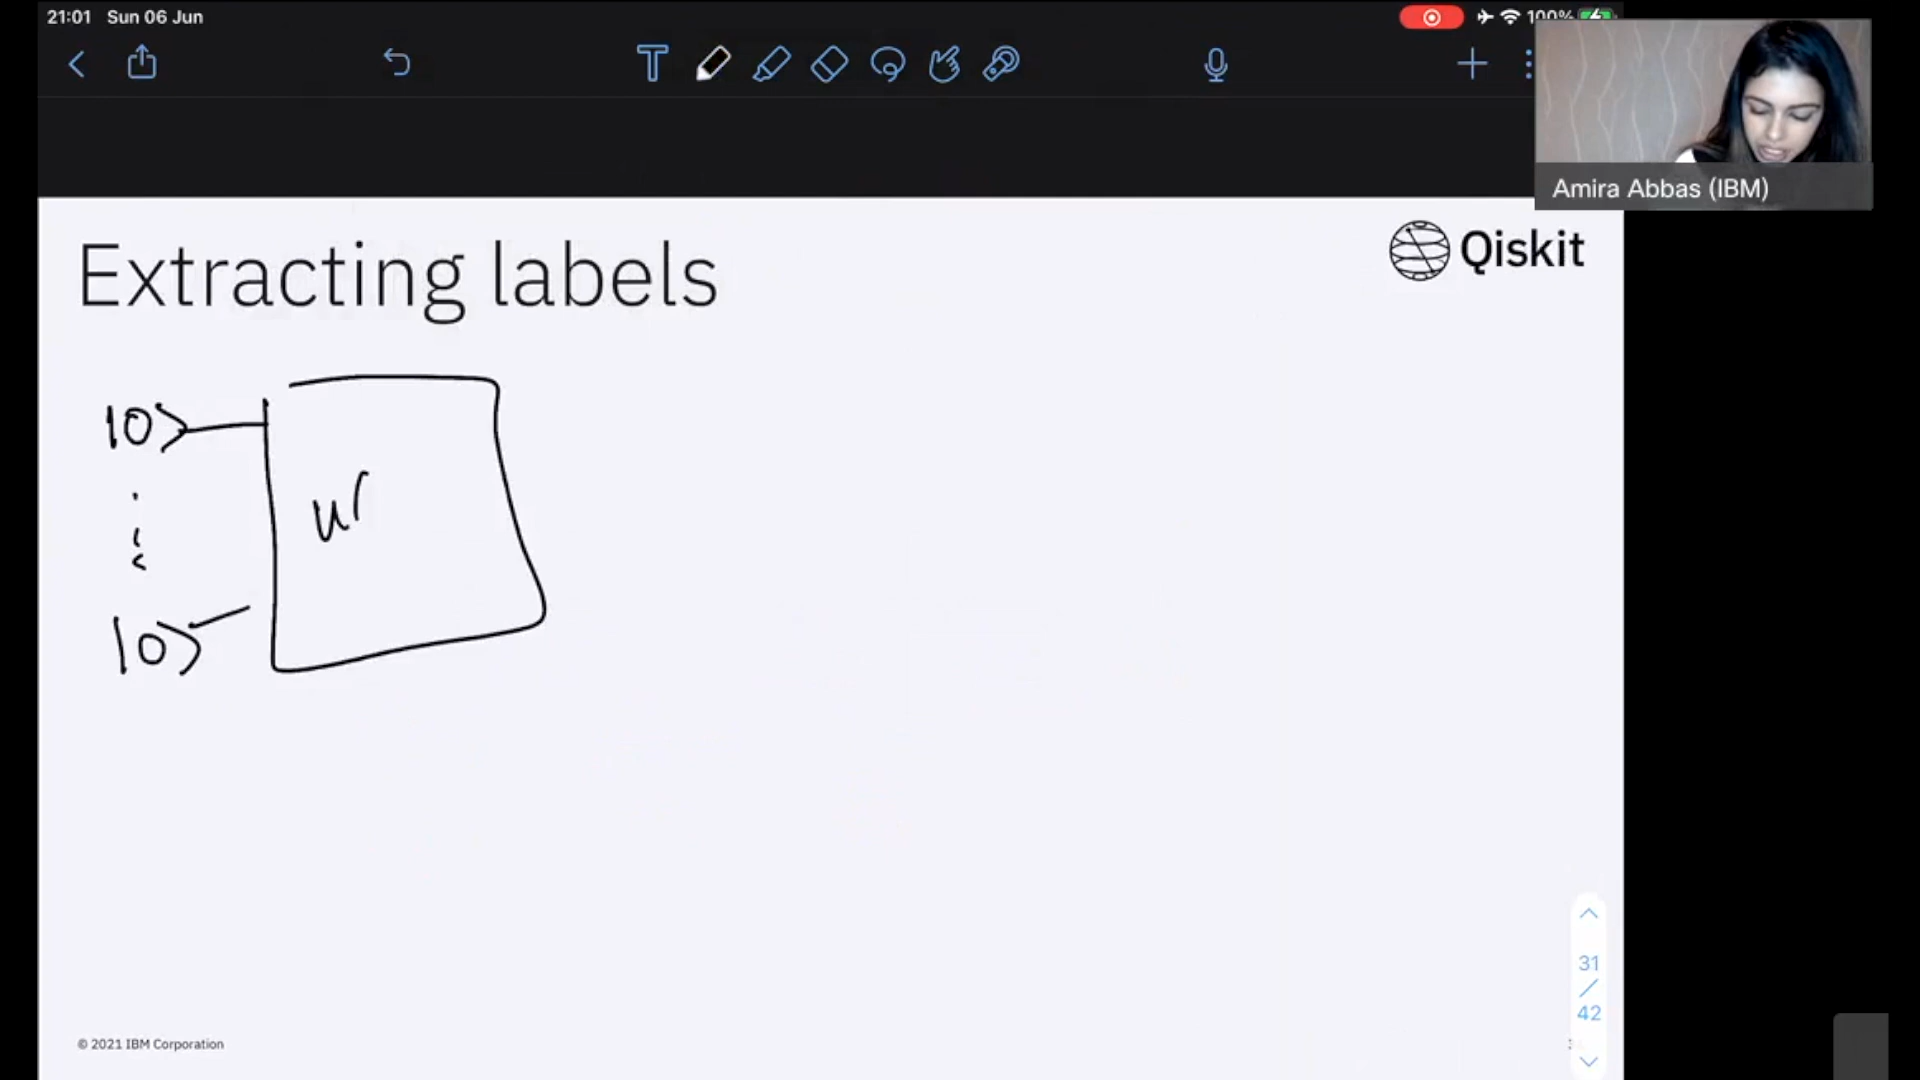 21:01 Sun 06 Jun
100%
T
Amira Abbas (IBM)
Extracting labels
Qiskit
|0>
|0>
31
/
42
© 2021 IBM Corporation